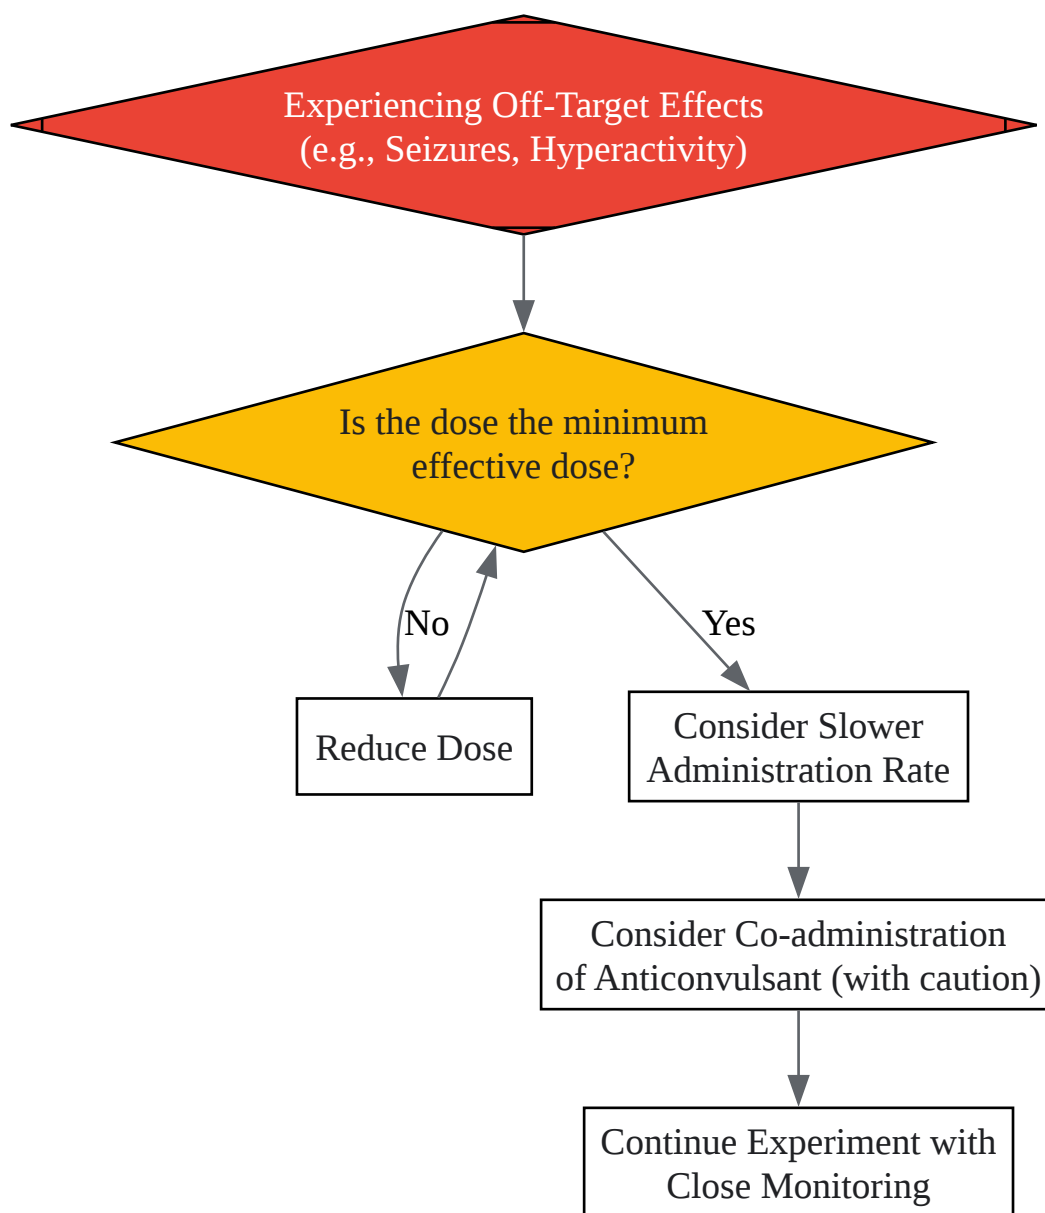 Experiencing Off-Target Effects
(e.g., Seizures, Hyperactivity)
Is the dose the minimum
effective dose?
No
Yes
Reduce Dose
Consider Slower
Administration Rate
Consider Co-administration
of Anticonvulsant (with caution)
Continue Experiment with
Close Monitoring